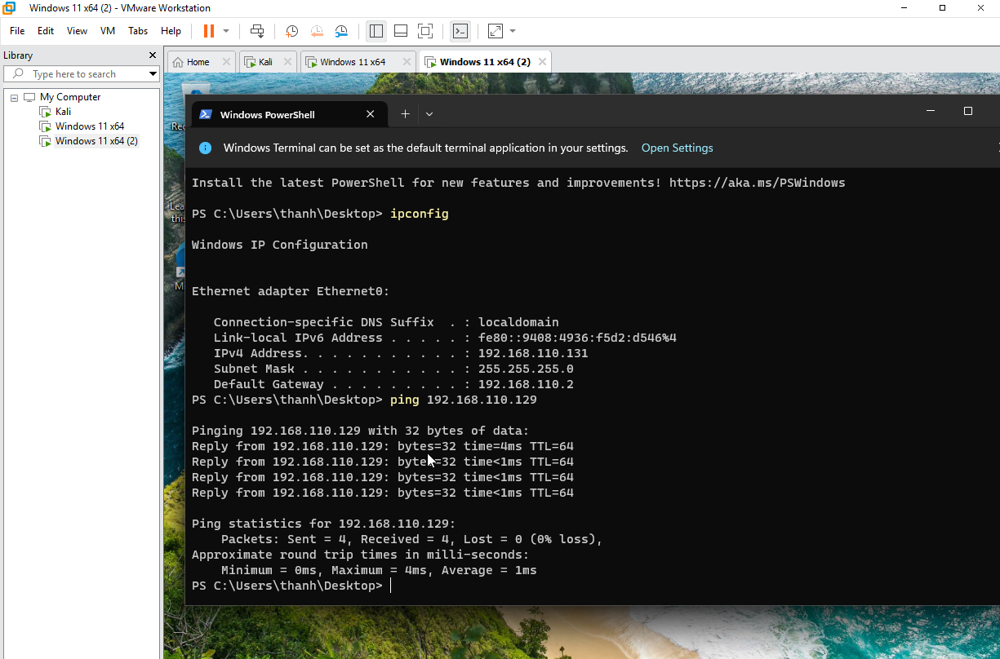 Windows 11 x64 (2) - VMware Workstation
File Edit View VM Tabs Help
Library
Type here to search
My Computer
Kali
Windows 11 x64
Windows 11 x64 (2)
Home Kali Windows 11 x64 Windows 11 x64 (2)
Windows PowerShell
Windows Terminal can be set as the default terminal application in your settings. Open Settings
Install the latest PowerShell for new features and improvements! https://aka.ms/PSWindows
PS C:\Users\thanh\Desktop> ipconfig
Windows IP Configuration
Ethernet adapter Ethernet0:
Connection-specific DNS Suffix . : localdomain
Link-local IPv6 Address . . . . . : fe80::9408:4936:f5d2:d546%4
IPv4 Address. . . . . . . . . . . : 192.168.110.131
Subnet Mask . . . . . . . . . . . : 255.255.255.0
Default Gateway . . . . . . . . . : 192.168.110.2
PS C:\Users\thanh\Desktop> ping 192.168.110.129
Pinging 192.168.110.129 with 32 bytes of data:
Reply from 192.168.110.129: bytes=32 time=4ms TTL=64
Reply from 192.168.110.129: bytes=32 time<1ms TTL=64
Reply from 192.168.110.129: bytes=32 time<1ms TTL=64
Reply from 192.168.110.129: bytes=32 time<1ms TTL=64
Ping statistics for 192.168.110.129:
Packets: Sent = 4, Received = 4, Lost = 0 (0% loss),
Approximate round trip times in milli-seconds:
Minimum = 0ms, Maximum = 4ms, Average = 1ms
PS C:\Users\thanh\Desktop>